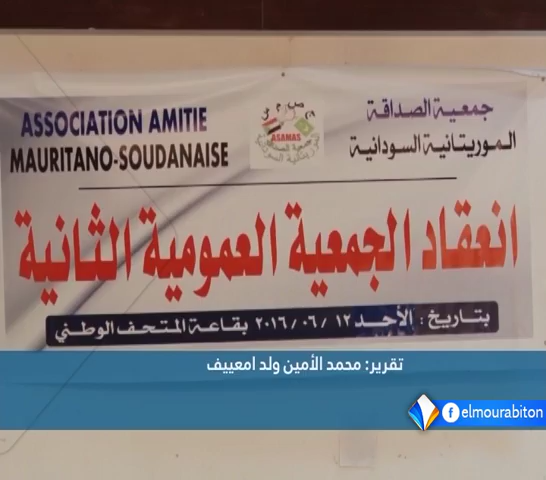 ASSOCIATION AMITIE
MAURITANO-SOUDANAISE
ASAMAS
جمعية الصداقة
الموريتانية السودانية
انعقاد الجمعية العمومية الثانية
بتاريخ : الأحد ١٢ /٠٦ /٢٠١٦ بقاعة المتحف الوطني
تقرير: محمد الأمين ولد امعييف
elmourabiton